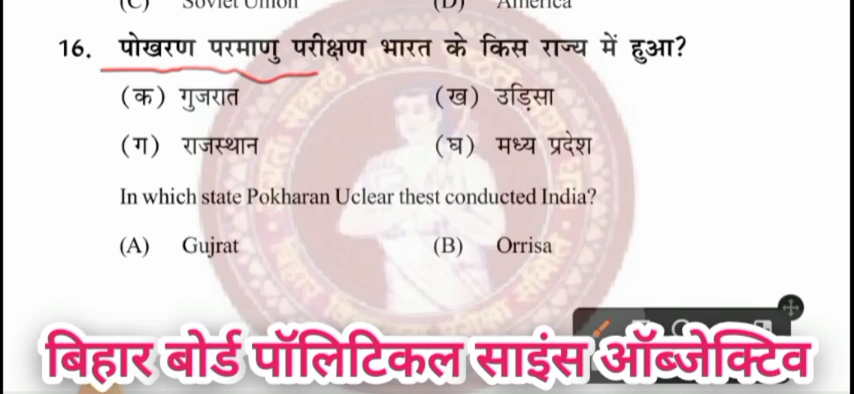 (C) Soviet Union (D) America
16. पोखरण परमाणु परीक्षण भारत के किस राज्य में हुआ?
(क) गुजरात (ख) उड़िसा
(ग) राजस्थान (घ) मध्य प्रदेश
In which state Pokharan Uclear thest conducted India?
(A) Gujrat (B) Orrisa
बिहार बोर्ड पॉलिटिकल साइंस ऑब्जेक्टिव